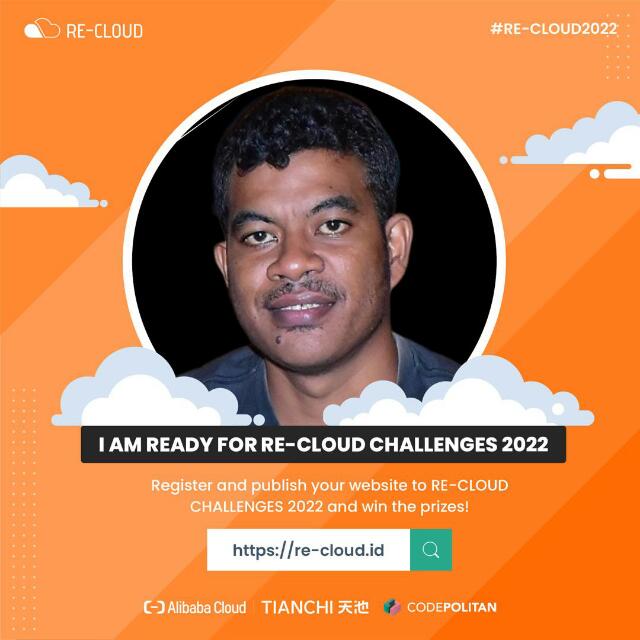 RE-CLOUD
#RE-CLOUD2022
I AM READY FOR RE-CLOUD CHALLENGES 2022
Register and publish your website to RE-CLOUD
CHALLENGES 2022 and win the prizes!
https://re-cloud.id
Alibaba Cloud TIANCHI 天池 CODEPOLITAN